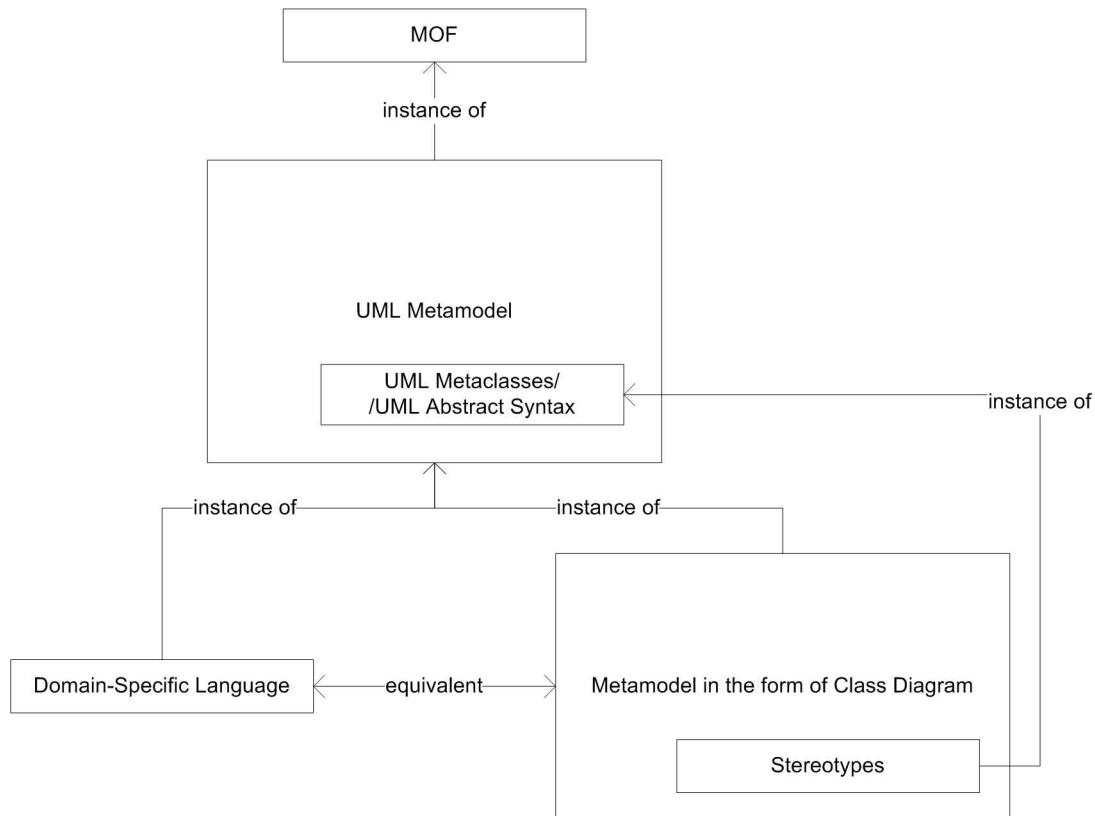 MOF
instance of
UML Metamodel
UML Metaclasses/
/UML Abstract Syntax
instance of
instance of
instance of
Domain-Specific Language
equivalent
Metamodel in the form of Class Diagram
Stereotypes